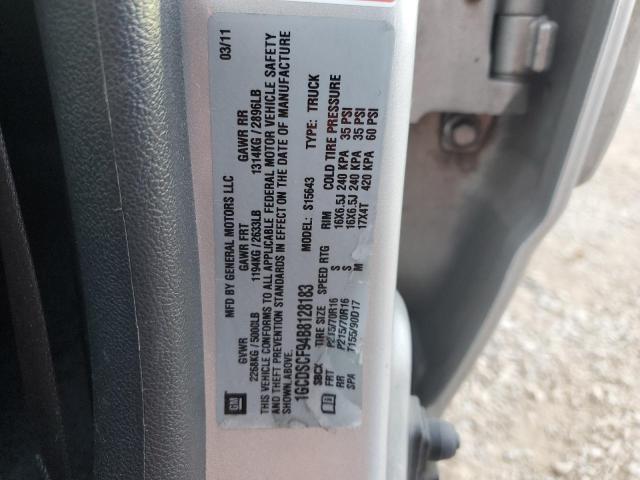 MFD BY GENERAL MOTORS LLC 03/11
GVWR GAWR FRT GAWR RR
2268KG/5000LB 1194KG/2633LB 1314KG/2896LB
THIS VEHICLE CONFORMS TO ALL APPLICABLE FEDERAL MOTOR VEHICLE SAFETY
AND THEFT PREVENTION STANDARDS IN EFFECT ON THE DATE OF MANUFACTURE
SHOWN ABOVE.
GM
1GCDSCF94B8128183 MODEL: S15643 TYPE: TRUCK
SBCX TIRE SIZE SPEED RTG RIM COLD TIRE PRESSURE
FRT P215/70R16 S 16X6.5J 240 KPA 35 PSI
RR P215/70R16 S 16X6.5J 240 KPA 35 PSI
SPA T155/90D17 M 17X4T 420 KPA 60 PSI